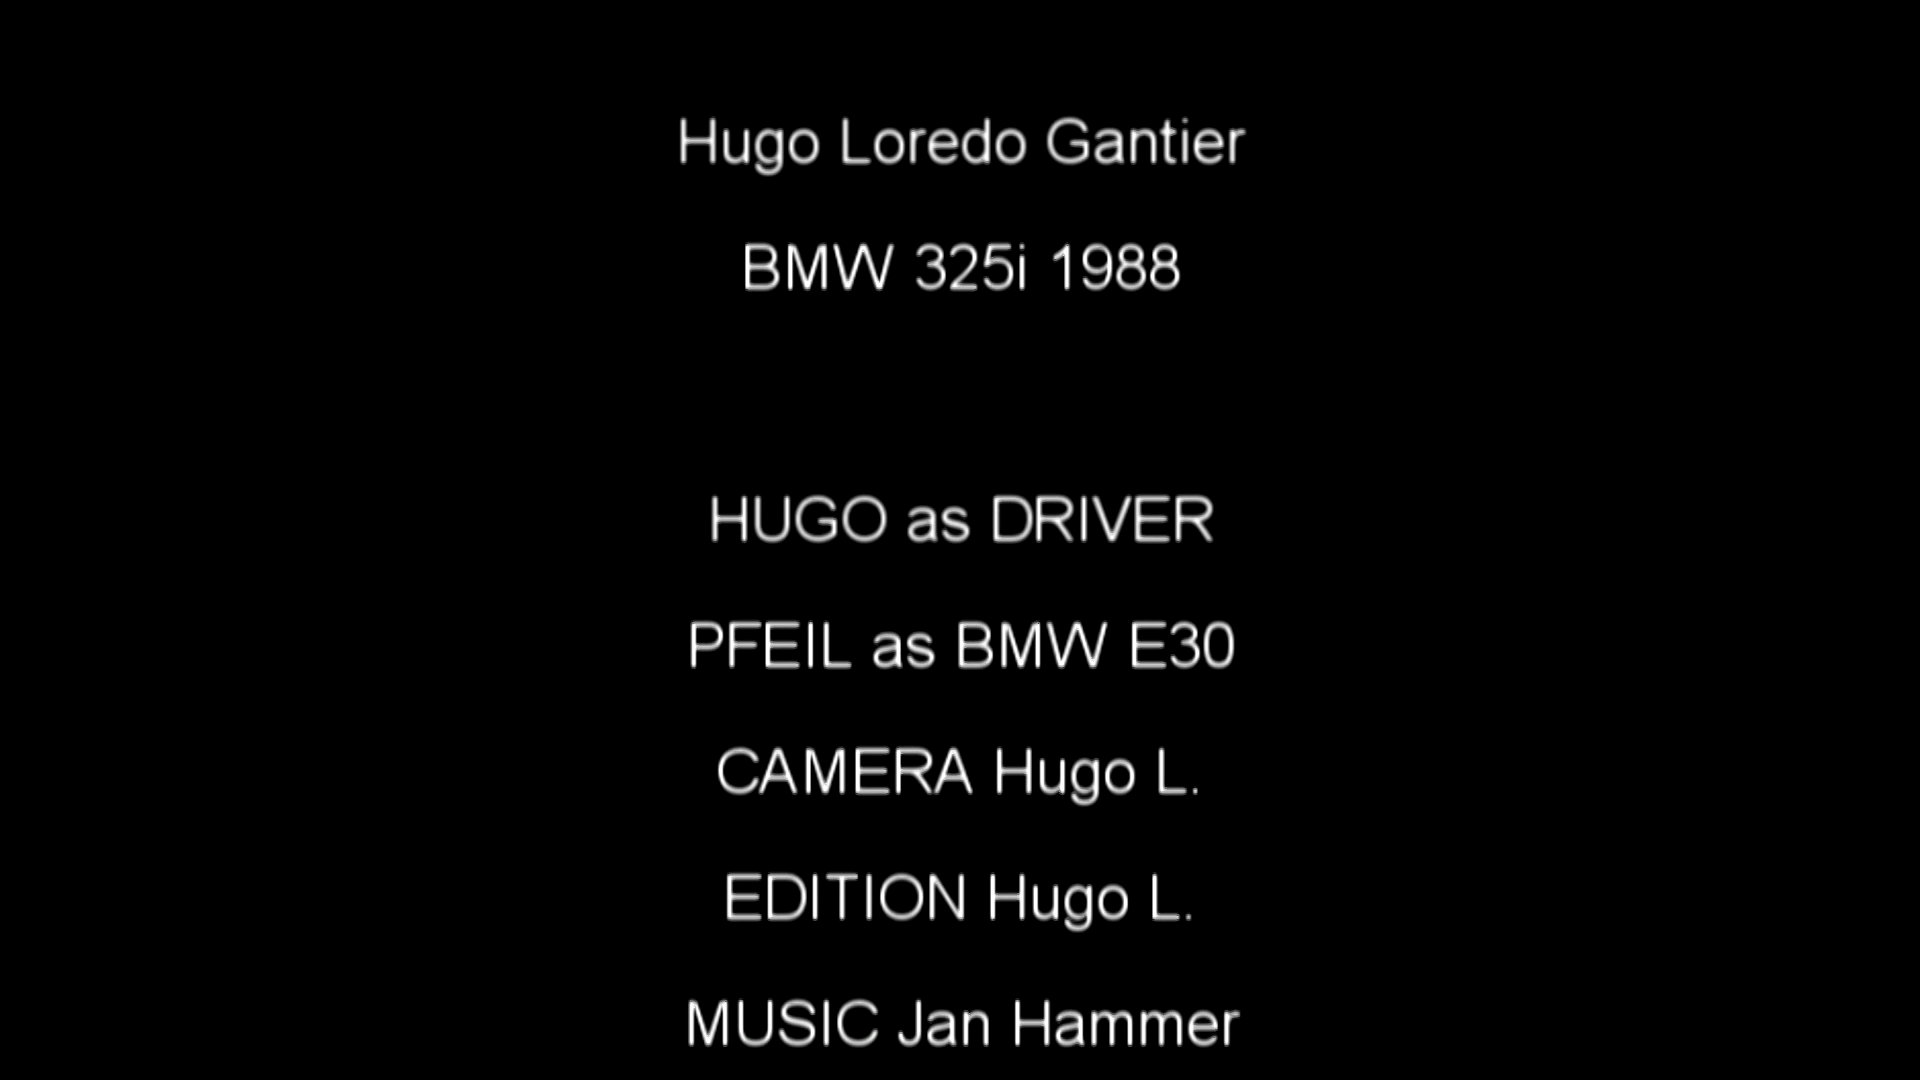 Hugo Loredo Gantier
BMW 325i 1988
HUGO as DRIVER
PFEIL as BMW E30
CAMERA Hugo L.
EDITION Hugo L.
MUSIC Jan Hammer